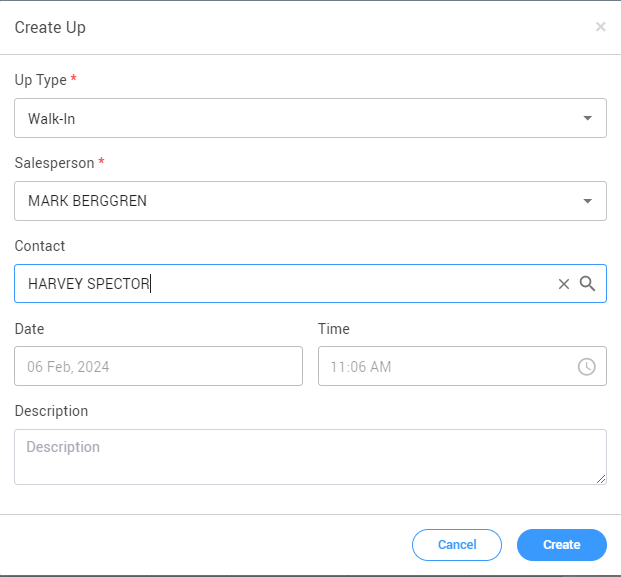 Create Up
×
Up Type *
Walk-In
Salesperson *
MARK BERGGREN
Contact
HARVEY SPECTOR
Date
Time
06 Feb, 2024
11:06 AM
Description
Description
Cancel
Create